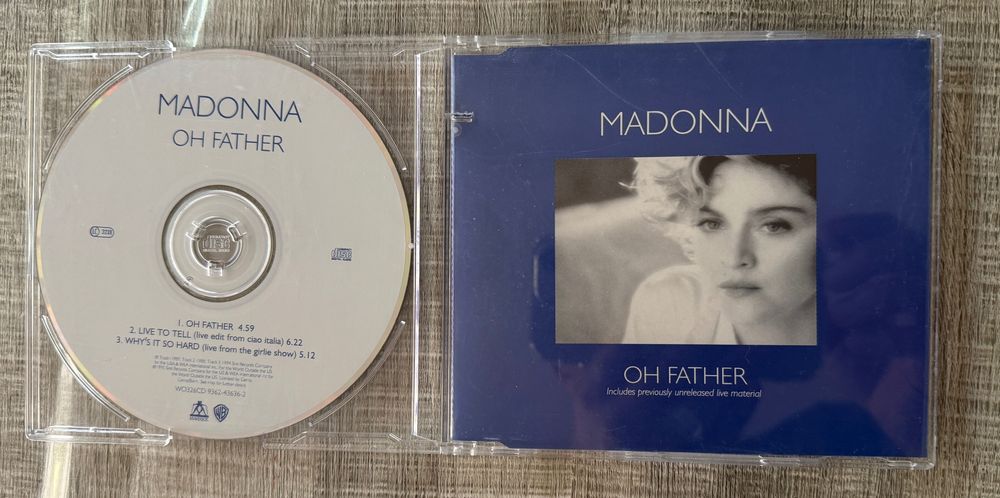 MADONNA
OH FATHER
LC 3228
1. OH FATHER 4.59
2. LIVE TO TELL (live edit from ciao italia) 6.22
3. WHY'S IT SO HARD (live from the girlie show) 5.12
WO326CD 9362-43636-2
MADONNA
OH FATHER
Includes previously unreleased live material